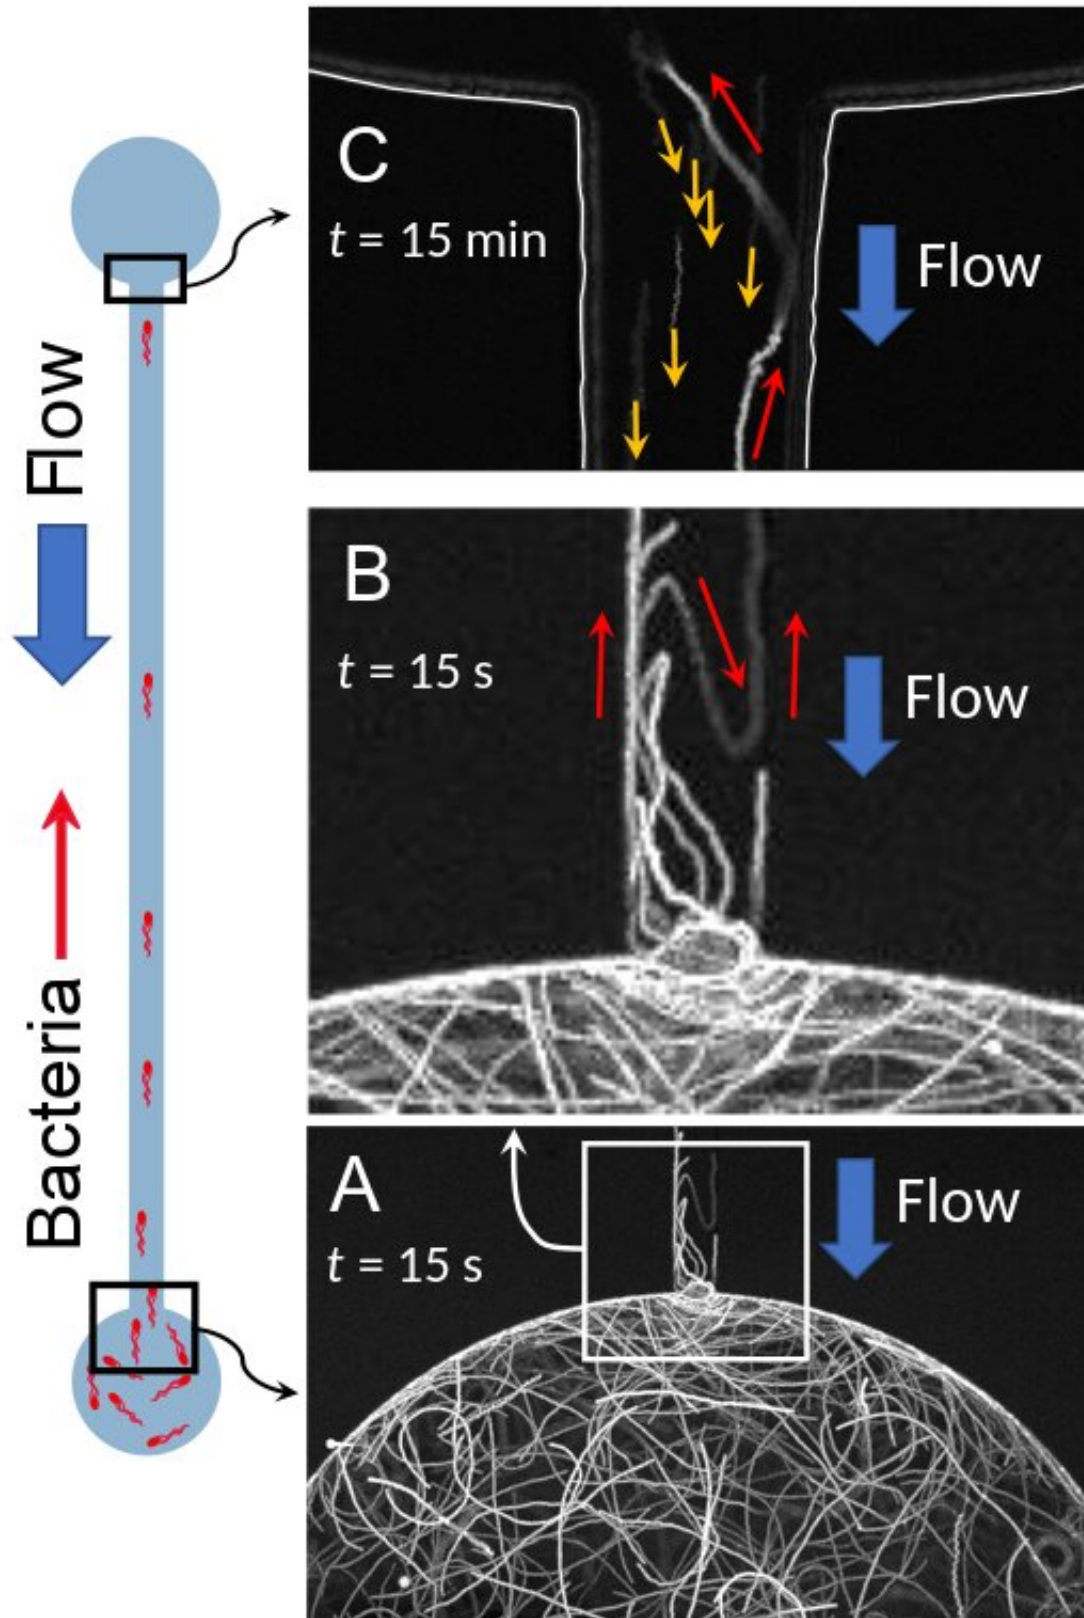 Flow
Bacteria
C
t = 15 min
Flow
B
t = 15 s
Flow
A
t = 15 s
Flow